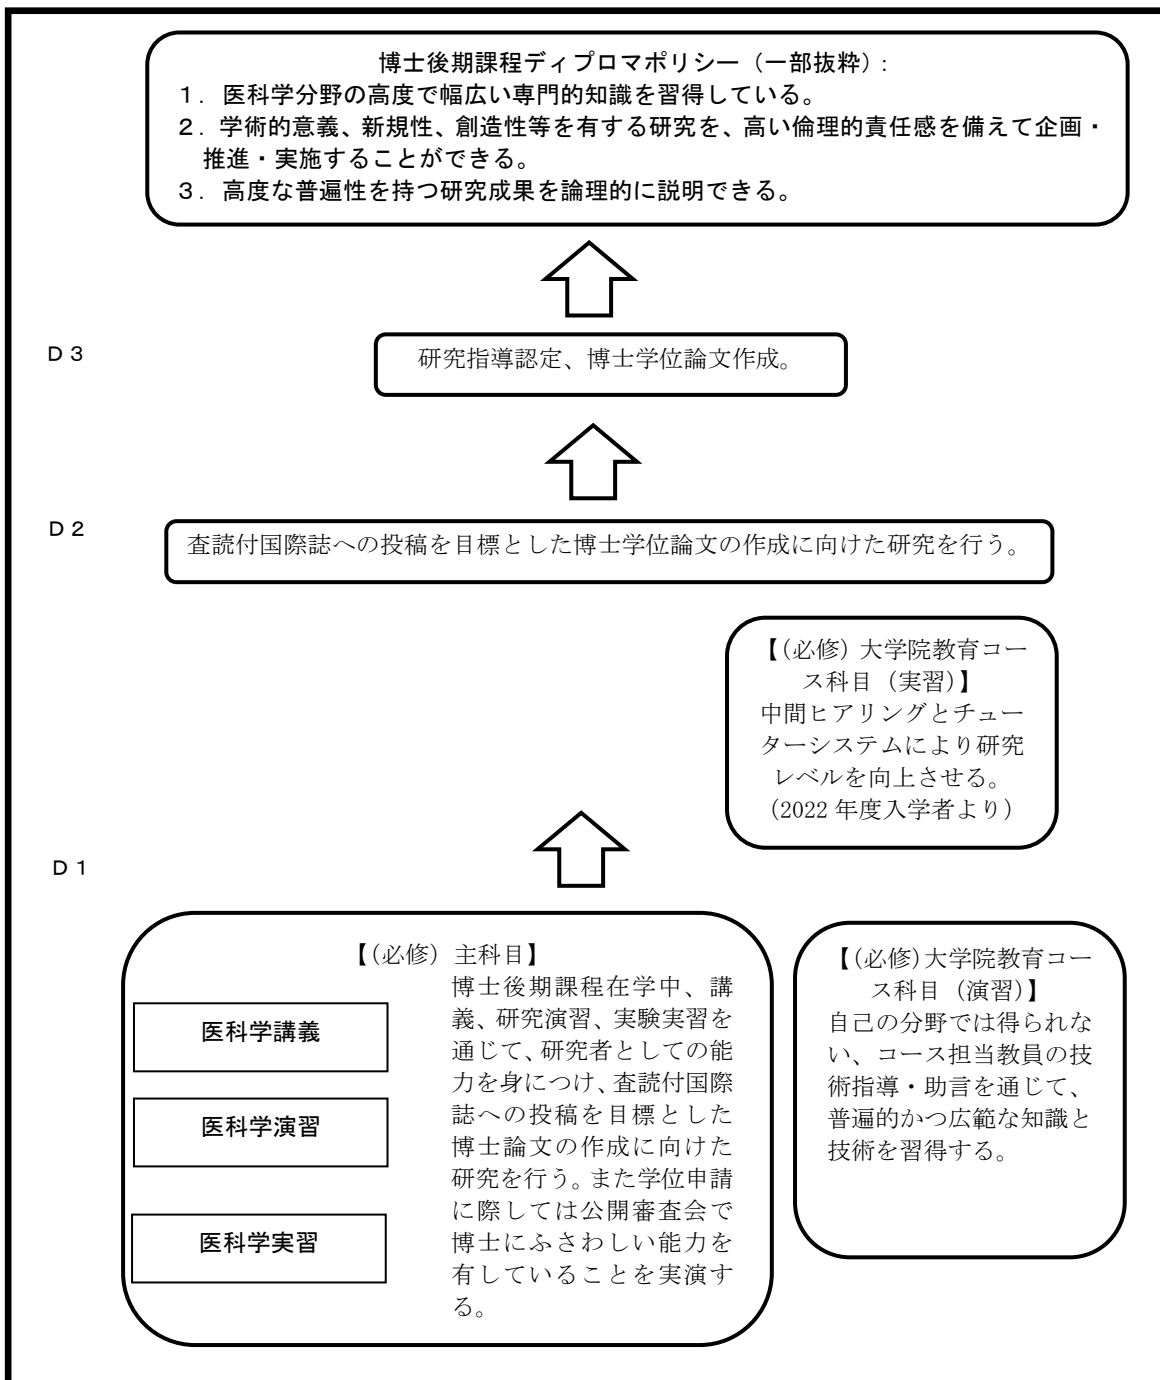 博士後期課程ディプロマポリシー（一部抜粋）:
１．医科学分野の高度で幅広い専門的知識を習得している。
２．学術的意義、新規性、創造性等を有する研究を、高い倫理的責任感を備えて企画・
推進・実施することができる。
３．高度な普遍性を持つ研究成果を論理的に説明できる。
Ｄ３
研究指導認定、博士学位論文作成。
Ｄ２
査読付国際誌への投稿を目標とした博士学位論文の作成に向けた研究を行う。
【（必修）大学院教育コー
ス科目（実習）】
中間ヒアリングとチュー
ターシステムにより研究
レベルを向上させる。
（2022 年度入学者より）
Ｄ１
【（必修）主科目】
医科学講義
医科学演習
医科学実習
博士後期課程在学中、講
義、研究演習、実験実習を
通じて、研究者としての能
力を身につけ、査読付国際
誌への投稿を目標とした
博士論文の作成に向けた
研究を行う。また学位申請
に際しては公開審査会で
博士にふさわしい能力を
有していることを実演す
る。
【（必修）大学院教育コー
ス科目（演習）】
自己の分野では得られな
い、コース担当教員の技
術指導・助言を通じて、
普遍的かつ広範な知識と
技術を習得する。